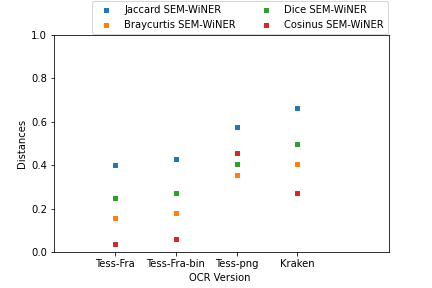 Jaccard SEM-WiNER Dice SEM-WiNER
Braycurtis SEM-WiNER Cosinus SEM-WiNER
1.0
0.8
0.6
0.4
0.2
0.0
Distances
Tess-Fra Tess-Fra-bin Tess-png Kraken
OCR Version